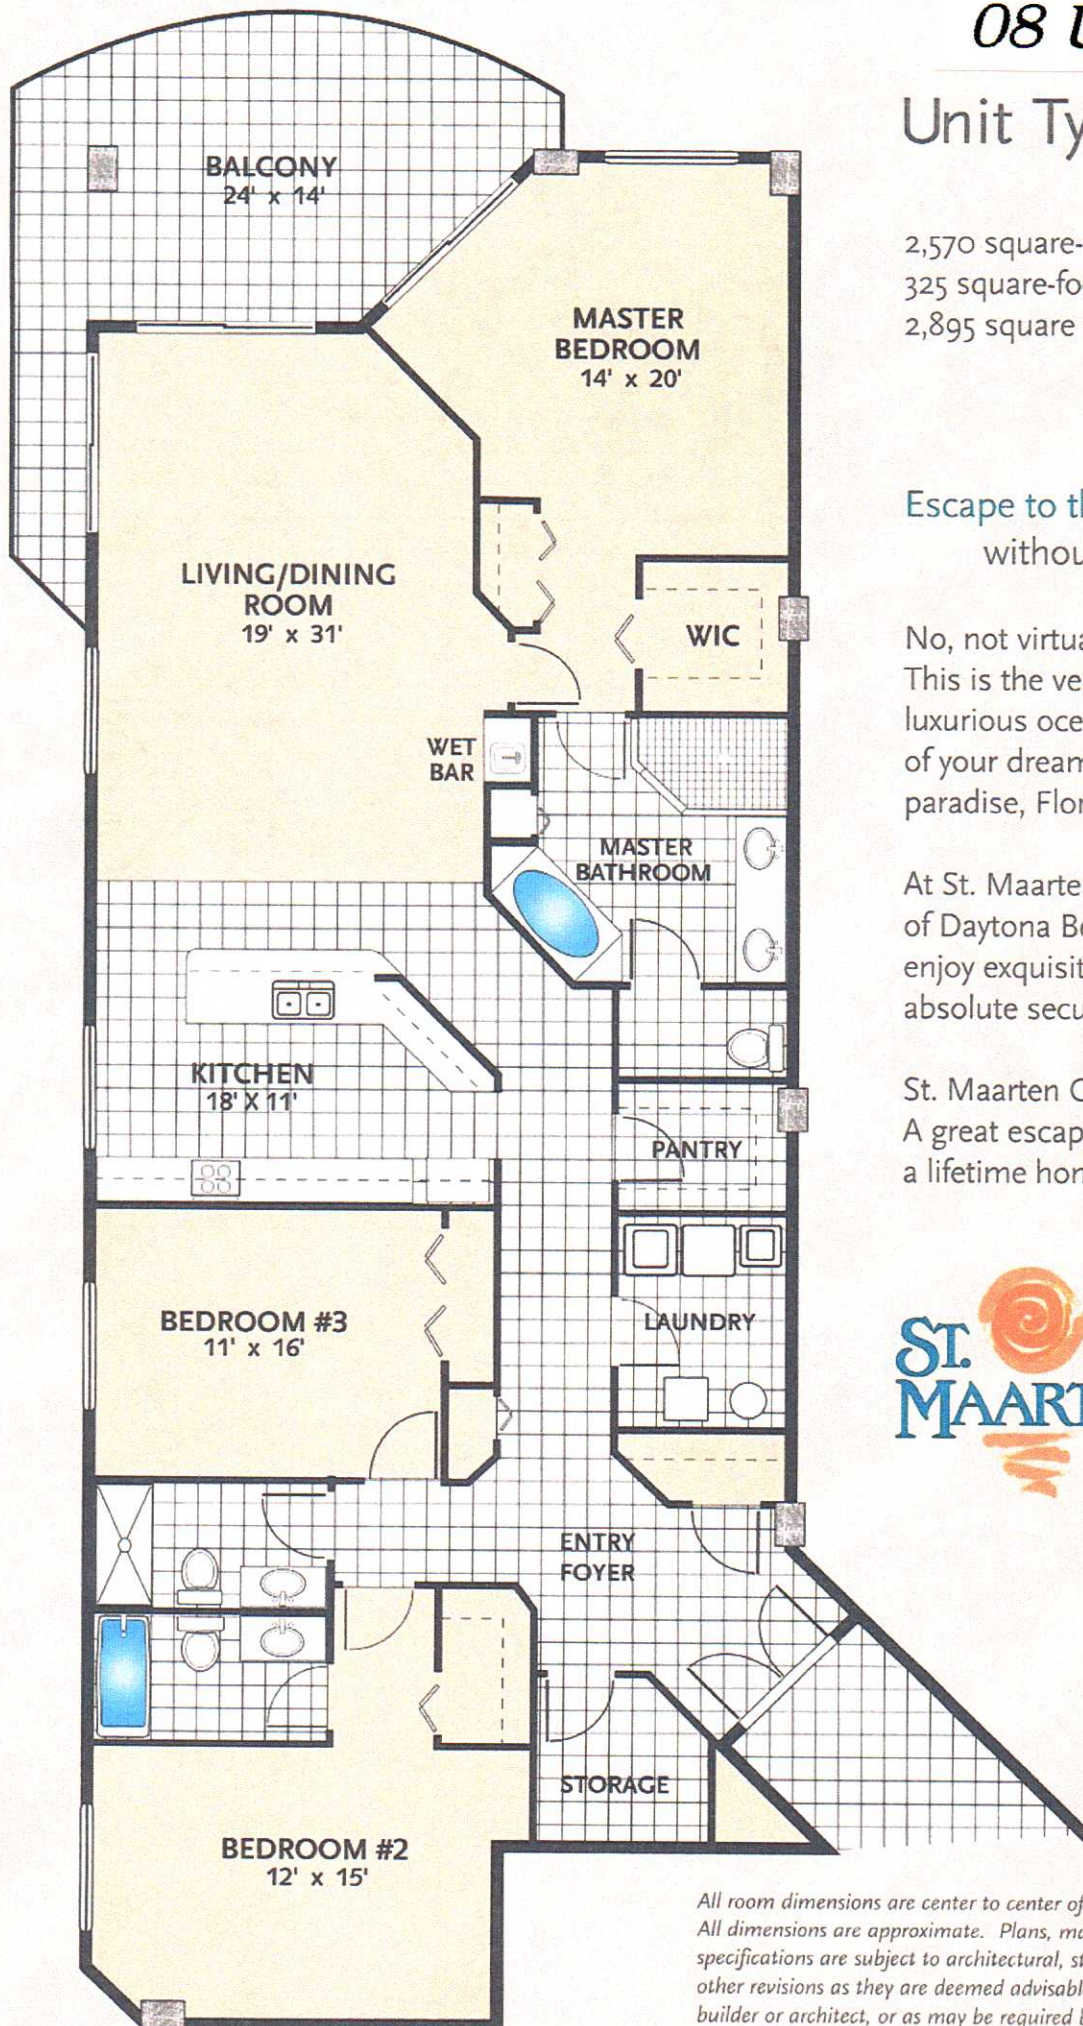 08 U
Unit Ty
2,570 square-
325 square-fo
2,895 square
Escape to th
withou
No, not virtua
This is the ve
luxurious oce
of your dream
paradise, Flor
At St. Maarte
of Daytona Be
enjoy exquisit
absolute secu
St. Maarten O
A great escap
a lifetime hon
ST.
MAART
BALCONY
24' x 14'
MASTER
BEDROOM
14' x 20'
LIVING/DINING
ROOM
19' x 31'
WIC
WET
BAR
MASTER
BATHROOM
KITCHEN
18' X 11'
PANTRY
BEDROOM #3
11' x 16'
LAUNDRY
ENTRY
FOYER
STORAGE
BEDROOM #2
12' x 15'
All room dimensions are center to center of
All dimensions are approximate. Plans, ma
specifications are subject to architectural, st
other revisions as they are deemed advisabl
builder or architect, or as may be required b